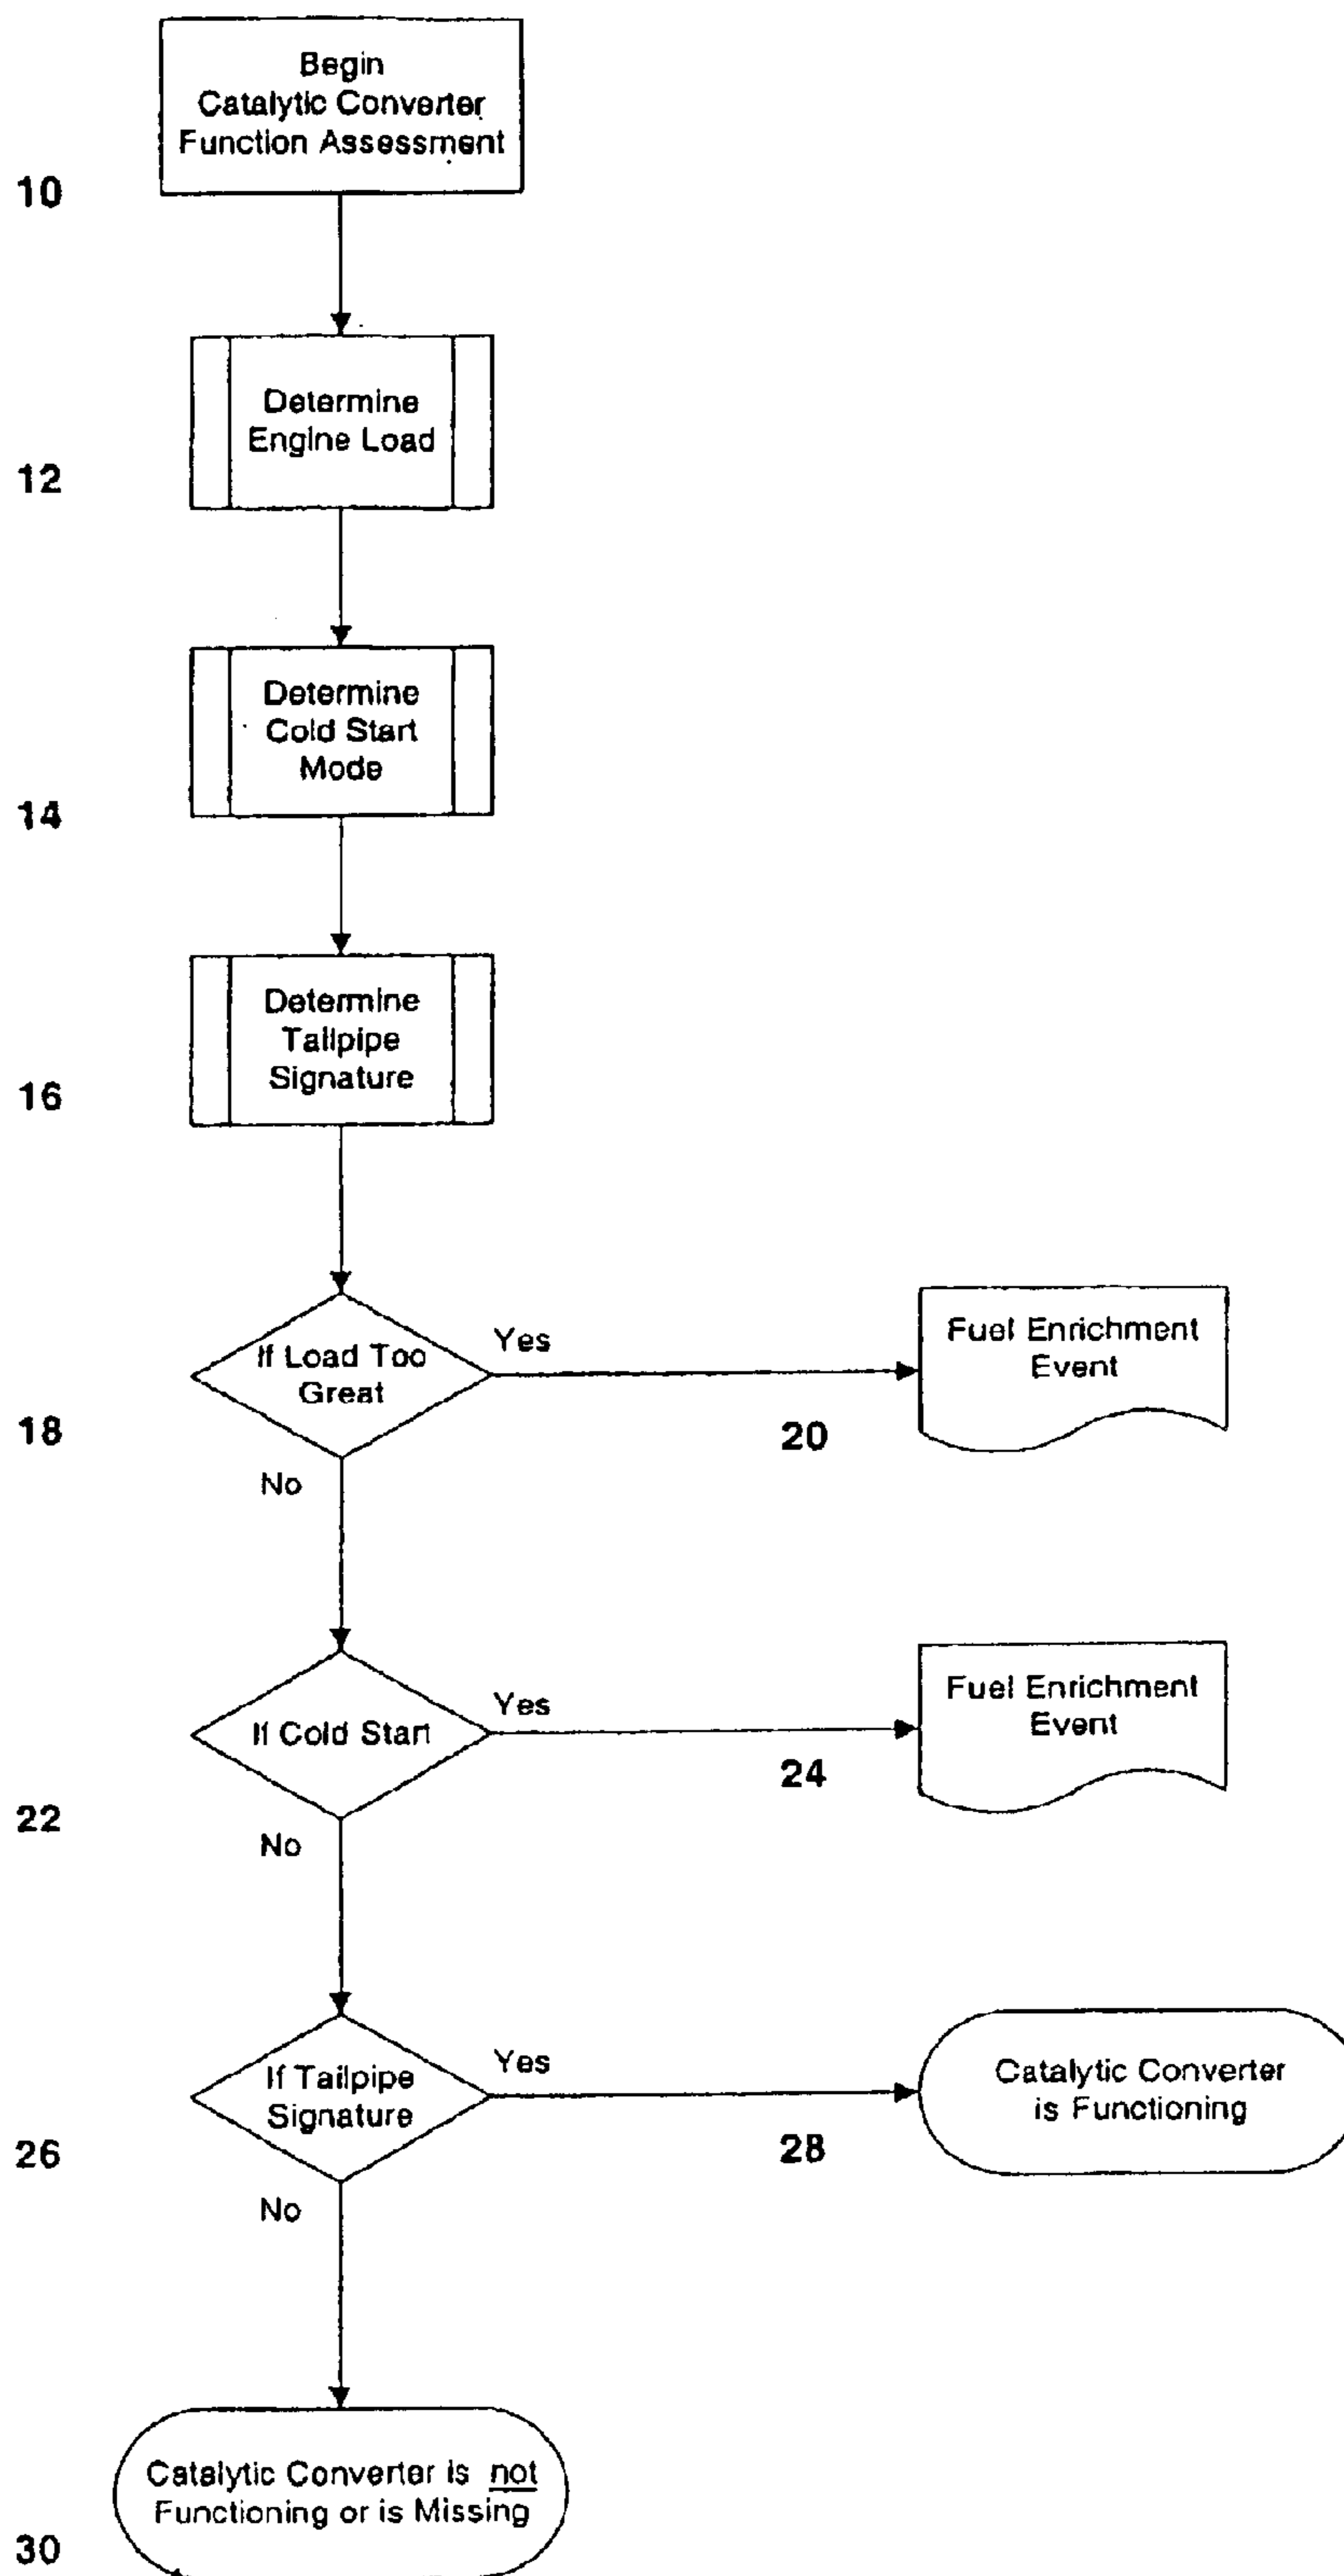 Begin
Catalytic Converter
Function Assessment
10
Determine
Engine Load
12
Determine
Cold Start
Mode
14
Determine
Tailpipe
Signature
16
If Load Too
Great
Yes
No
18
20
Fuel Enrichment
Event
If Cold Start
Yes
No
22
24
Fuel Enrichment
Event
If Tailpipe
Signature
Yes
No
26
28
Catalytic Converter
is Functioning
Catalytic Converter is not
Functioning or is Missing
30